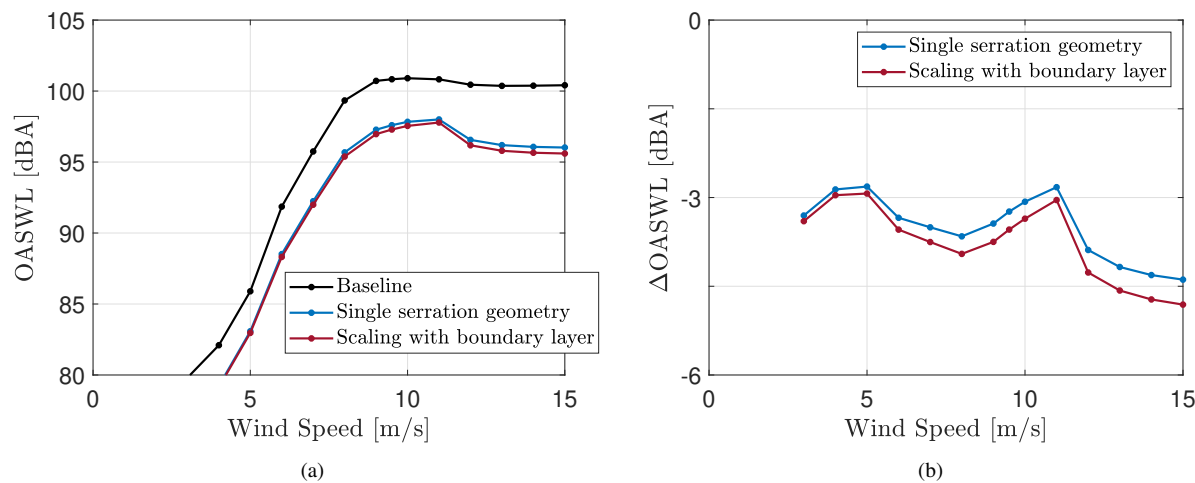 105
100
95
90
85
80
OASWL [dBA]
0
5
10
15
Wind Speed [m/s]
Baseline
Single serration geometry
Scaling with boundary layer
(a)
0
-3
-6
ΔOASWL [dBA]
0
5
10
15
Wind Speed [m/s]
Single serration geometry
Scaling with boundary layer
(b)